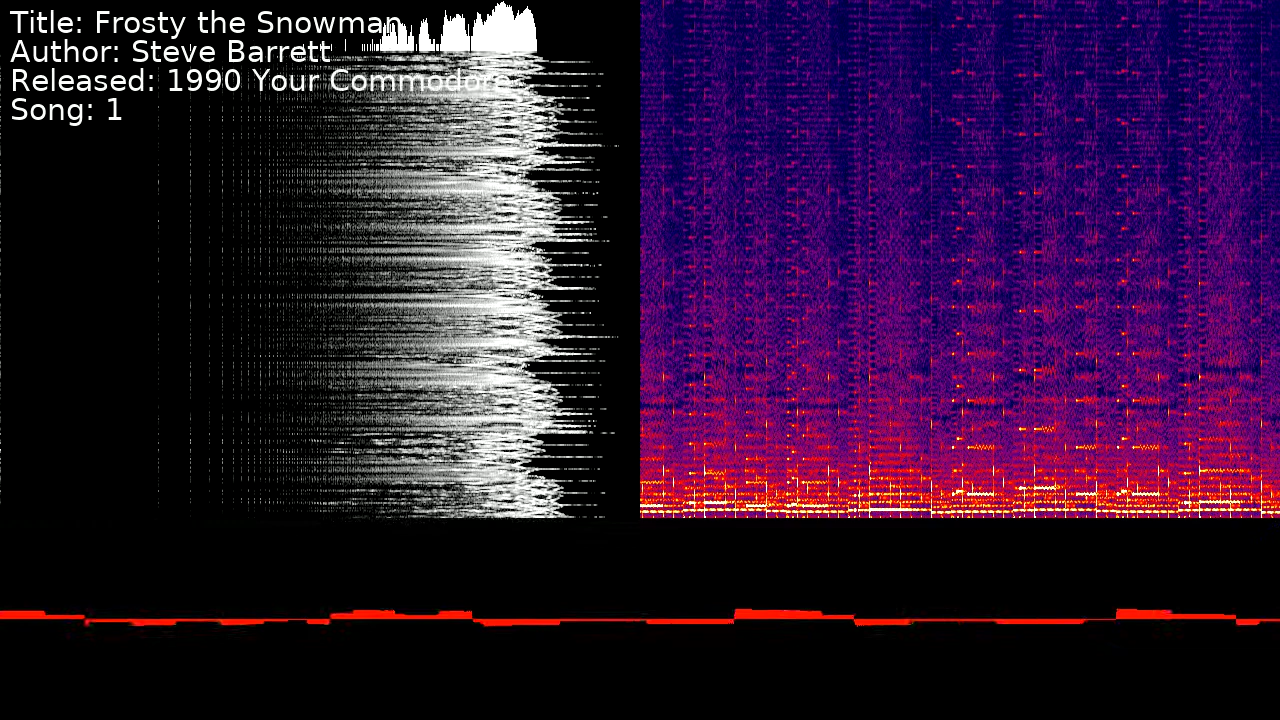 Title: Frosty the Snowman
Author: Steve Barrett
Released: 1990 Your Commodore
Song: 1